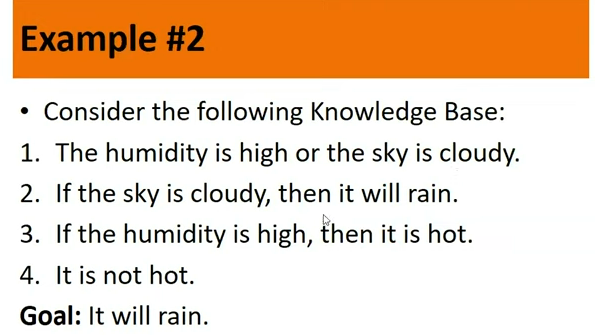 Example #2
• Consider the following Knowledge Base:
1. The humidity is high or the sky is cloudy.
2. If the sky is cloudy, then it will rain.
3. If the humidity is high, then it is hot.
4. It is not hot.
Goal: It will rain.